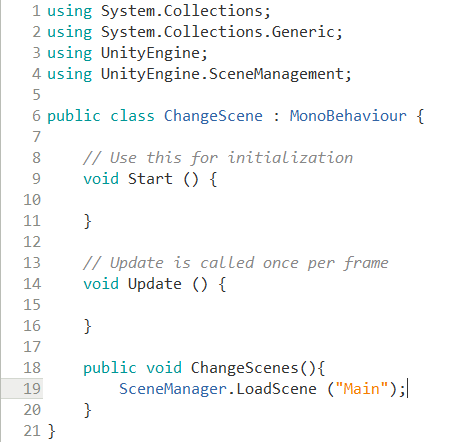 1 using System.Collections;
2 using System.Collections.Generic;
3 using UnityEngine;
4 using UnityEngine.SceneManagement;
5
6 public class ChangeScene : MonoBehaviour {
7
8     // Use this for initialization
9     void Start () {
10
11     }
12
13     // Update is called once per frame
14     void Update () {
15
16     }
17
18     public void ChangeScenes(){
19         SceneManager.LoadScene ("Main");
20     }
21 }